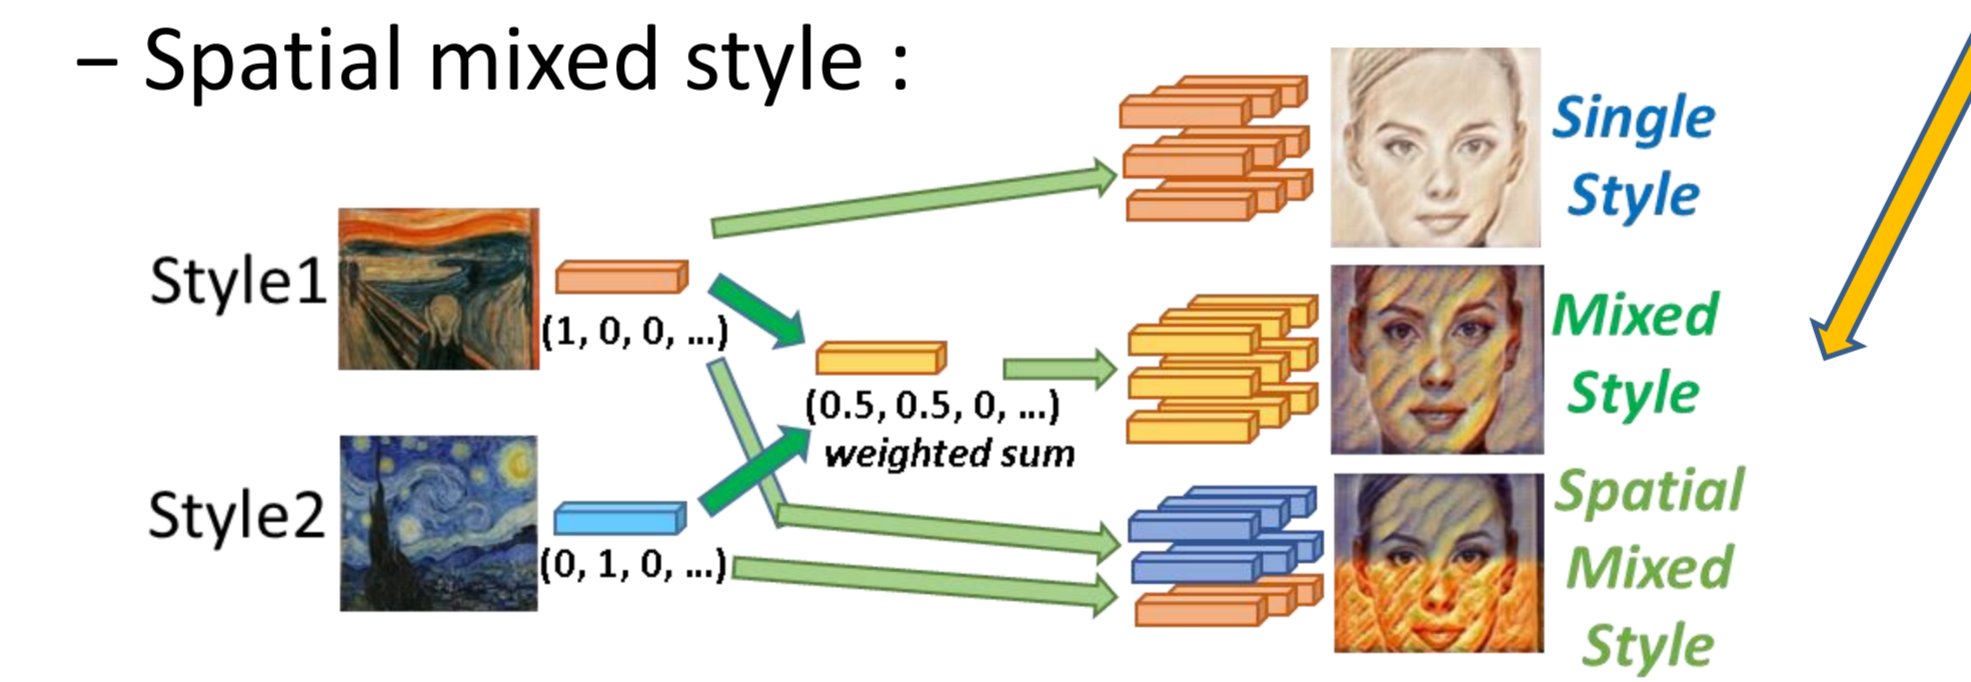 – Spatial mixed style :
Single
Style
Style1
(1, 0, 0, ...)
Mixed
Style
(0.5, 0.5, 0, ...)
weighted sum
Style2
(0, 1, 0, ...)
Spatial
Mixed
Style